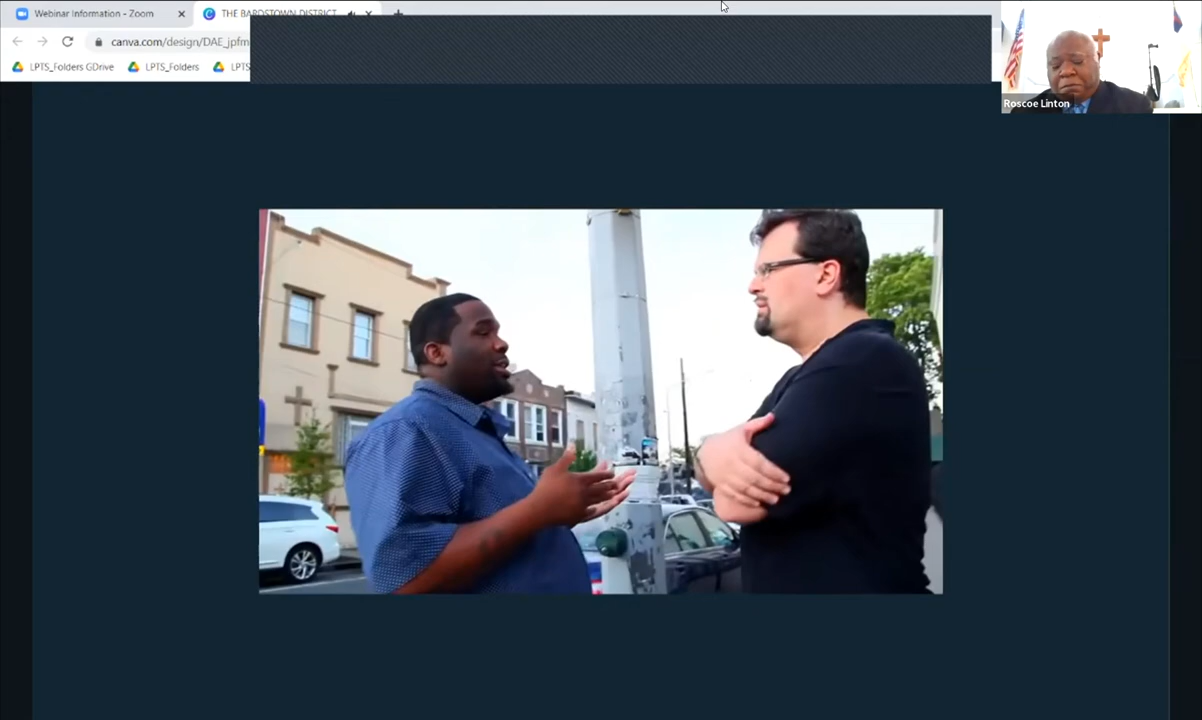 Webinar Information - Zoom
THE BARDSTOWN DISTRICT
canva.com/design/DAE_jpfm
LPTS_Folders GDrive
LPTS_Folders
LPTS
Roscoe Linton